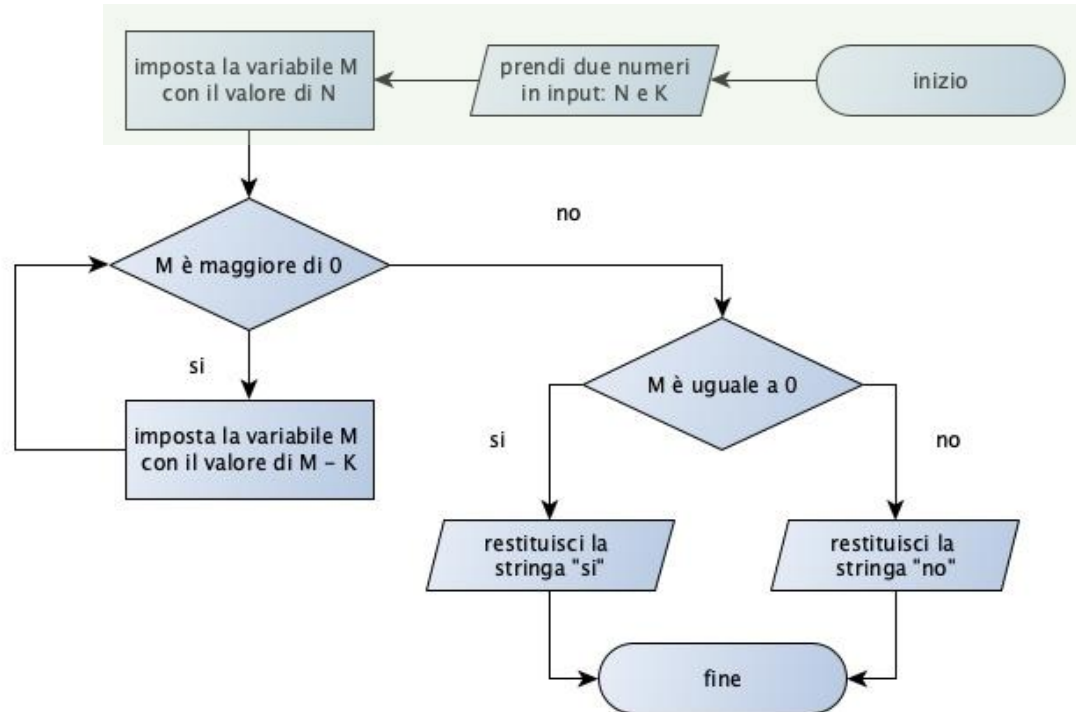 inizio
prendi due numeri
in input: N e K
imposta la variabile M
con il valore di N
M è maggiore di 0
no
si
imposta la variabile M
con il valore di M – K
M è uguale a 0
si
no
restituisci la
stringa "si"
restituisci la
stringa "no"
fine